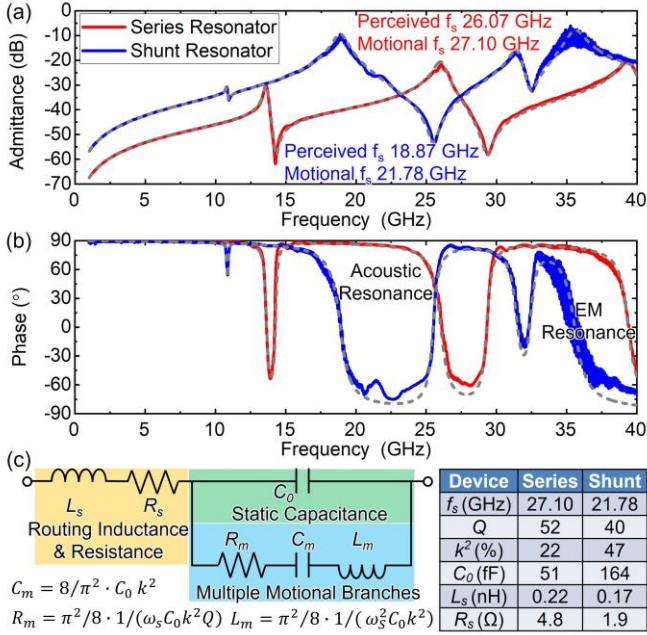 (a)
-10
-20
-30
-40
-50
-60
-70
Admittance (dB)
Series Resonator
Shunt Resonator
Perceived fₛ 26.07 GHz
Motional fₛ 27.10 GHz
Perceived fₛ 18.87 GHz
Motional fₛ 21.78 GHz
0 5 10 15 20 25 30 35 40
Frequency (GHz)
(b)
90
60
30
0
-30
-60
-90
Phase (°)
Acoustic
Resonance
EM
Resonance
0 5 10 15 20 25 30 35 40
Frequency (GHz)
(c)
Lₛ Rₛ
Routing Inductance
& Resistance
C₀
Static Capacitance
Rₘ Cₘ Lₘ
Multiple Motional Branches
Cₘ = 8/π² · C₀ k²
Rₘ = π²/8 · 1/(ωₛC₀k²Q) Lₘ = π²/8 · 1/(ωₛ²C₀k²)
Device Series Shunt
fₛ (GHz) 27.10 21.78
Q 52 40
k² (%) 22 47
C₀ (fF) 51 164
Lₛ (nH) 0.22 0.17
Rₛ (Ω) 4.8 1.9